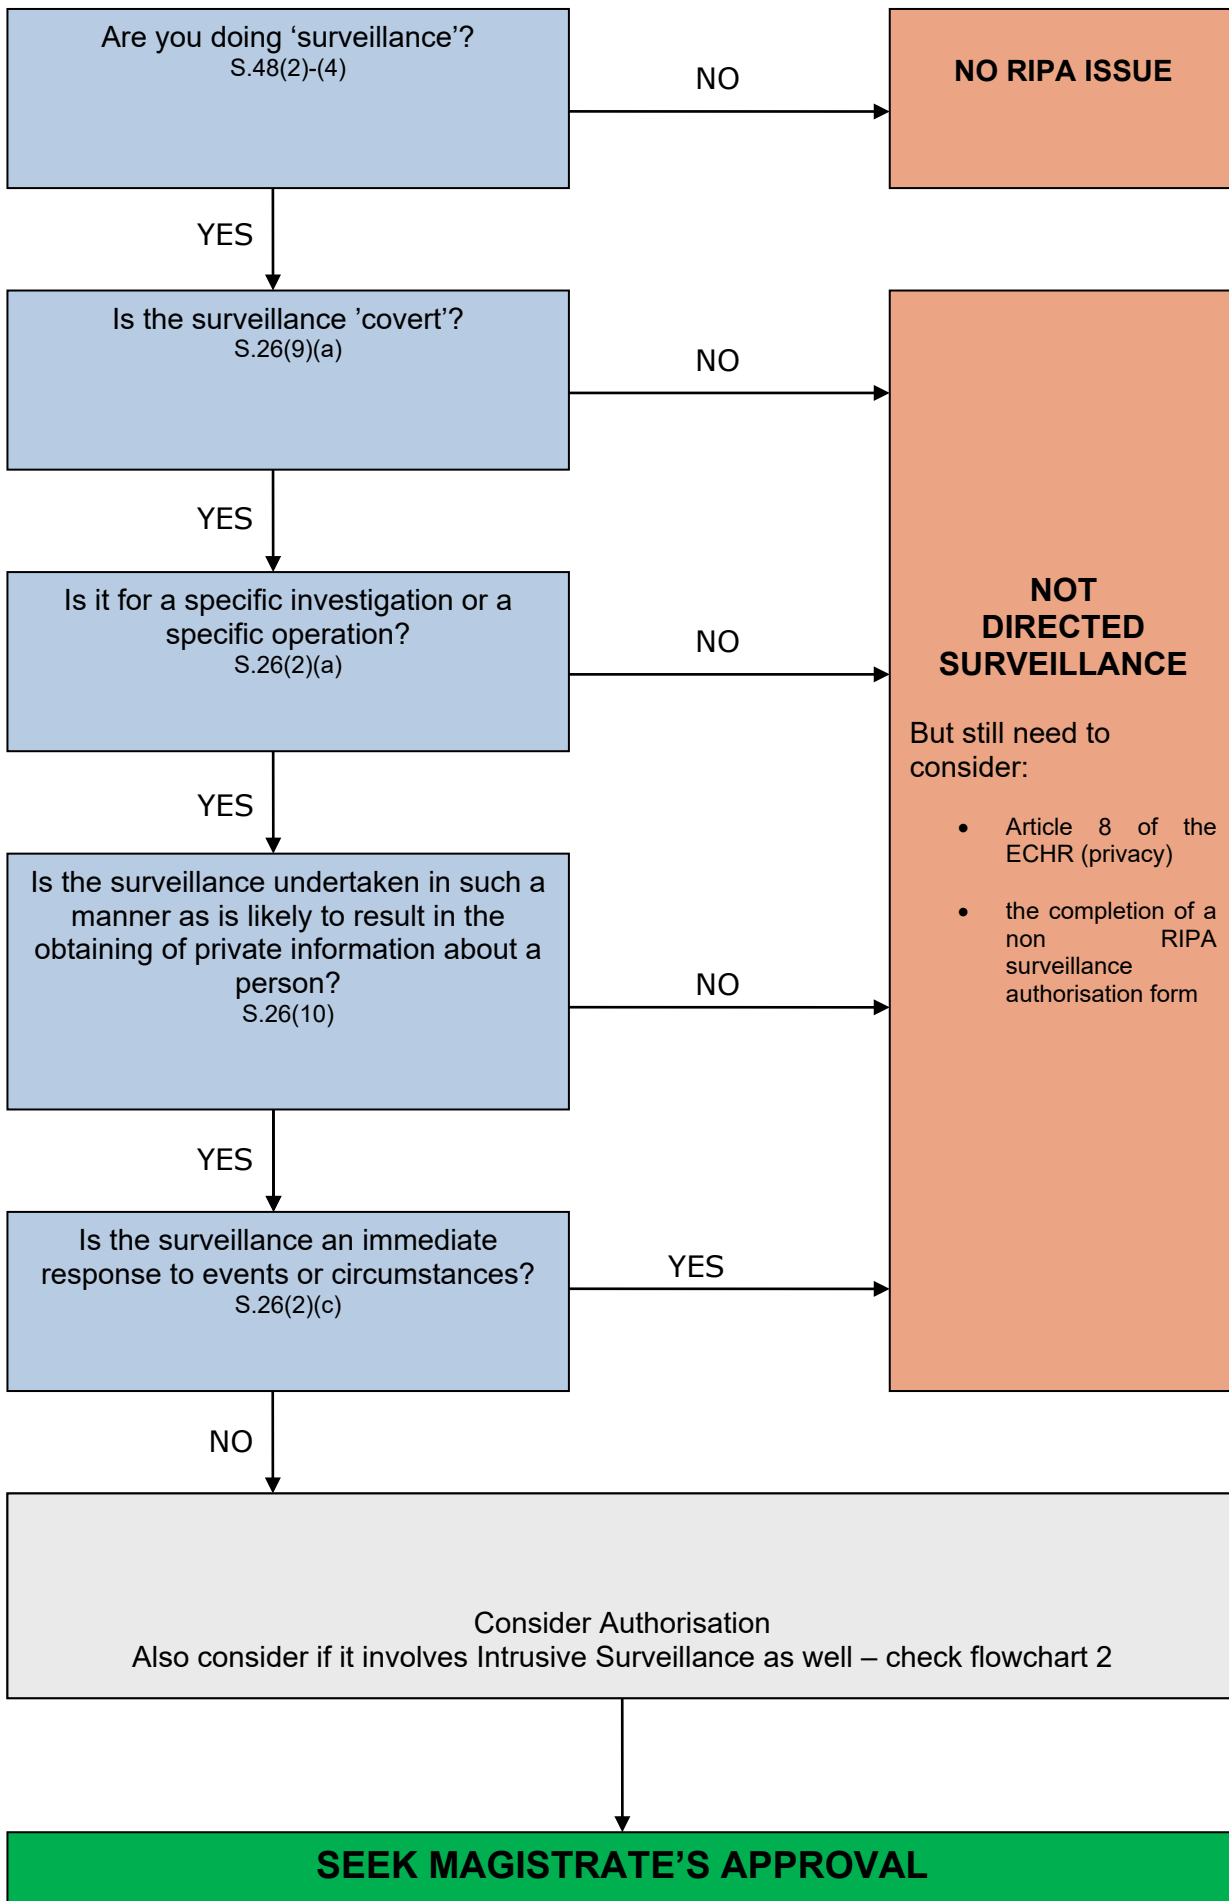 Are you doing ‘surveillance’?
S.48(2)-(4)
NO
NO RIPA ISSUE
YES
Is the surveillance ’covert’?
S.26(9)(a)
NO
YES
Is it for a specific investigation or a
specific operation?
S.26(2)(a)
NO
YES
Is the surveillance undertaken in such a
manner as is likely to result in the
obtaining of private information about a
person?
S.26(10)
NO
YES
Is the surveillance an immediate
response to events or circumstances?
S.26(2)(c)
YES
NOT
DIRECTED
SURVEILLANCE
But still need to
consider:
• Article 8 of the
ECHR (privacy)
• the completion of a
non RIPA
surveillance
authorisation form
NO
Consider Authorisation
Also consider if it involves Intrusive Surveillance as well – check flowchart 2
SEEK MAGISTRATE’S APPROVAL